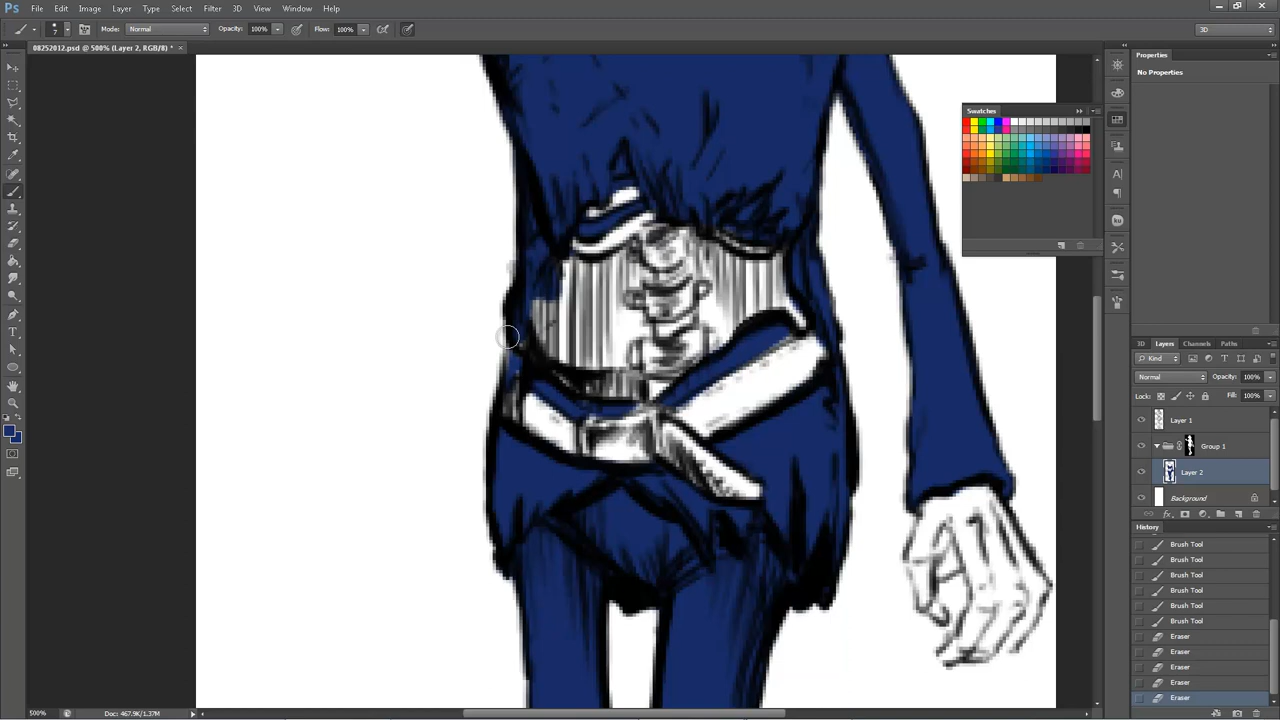 Ps File Edit Image Layer Type Select Filter 3D View Window Help
7 Mode: Normal Opacity: 100% Flow: 100% 3D
08252012.psd @ 500% (Layer 2, RGB/8) * ×
Properties
No Properties
Swatches
3D Layers Channels Paths
Kind
Normal Opacity: 100%
Lock: Fill: 100%
Layer 1
Group 1
Layer 2
Background
History
Brush Tool
Brush Tool
Brush Tool
Brush Tool
Brush Tool
Brush Tool
Eraser
Eraser
Eraser
Eraser
Eraser
500% Doc: 467.9K/1.37M